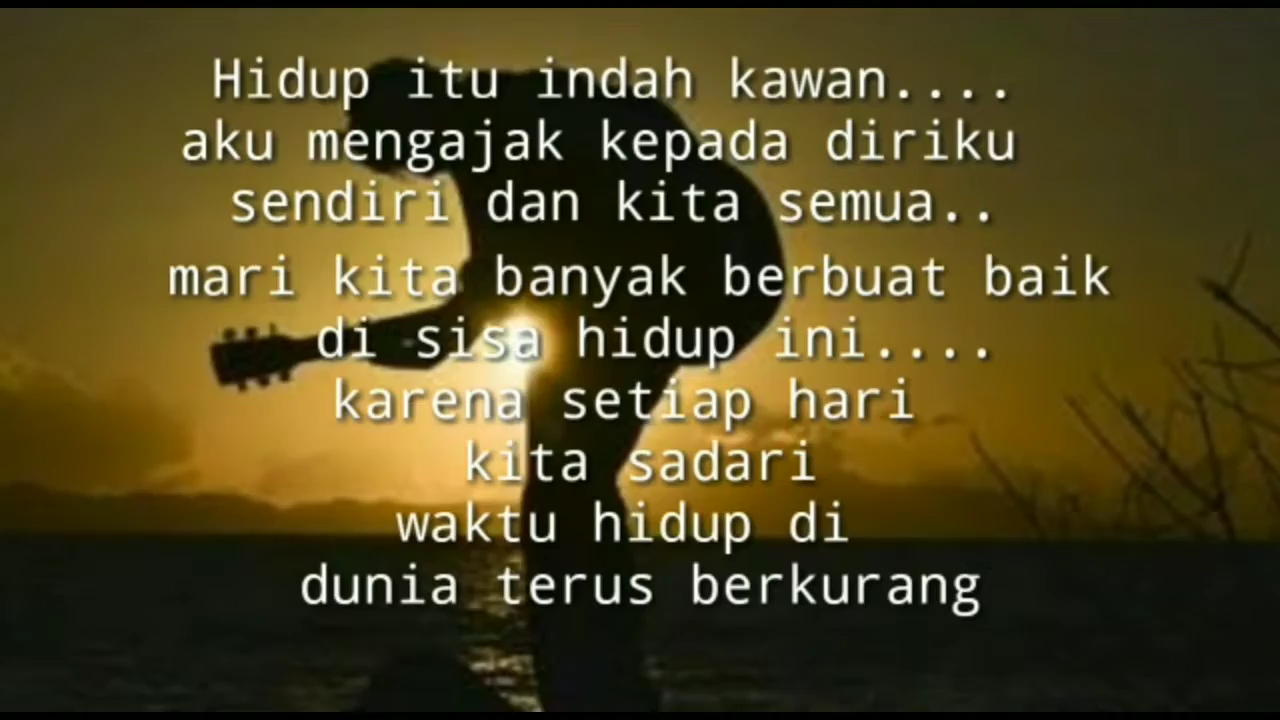 Hidup itu indah kawan....
aku mengajak kepada diriku
sendiri dan kita semua..
mari kita banyak berbuat baik
di sisa hidup ini....
karena setiap hari
kita sadari
waktu hidup di
dunia terus berkurang